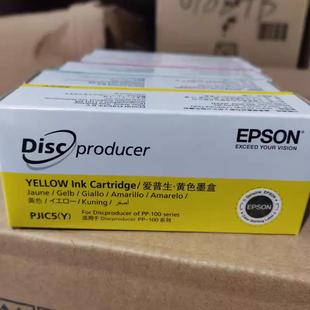 Disc producer
EPSON
EXCEED YOUR VISION
YELLOW Ink Cartridge/爱普生·黄色墨盒
Jaune / Gelb / Giallo / Amarillo / Amarelo /
黄色 / イエロー / Kuning / أصفر
PJIC5(Y)
For Discproducer of PP-100 series
适用于 Discproducer PP-100 系列
EPSON